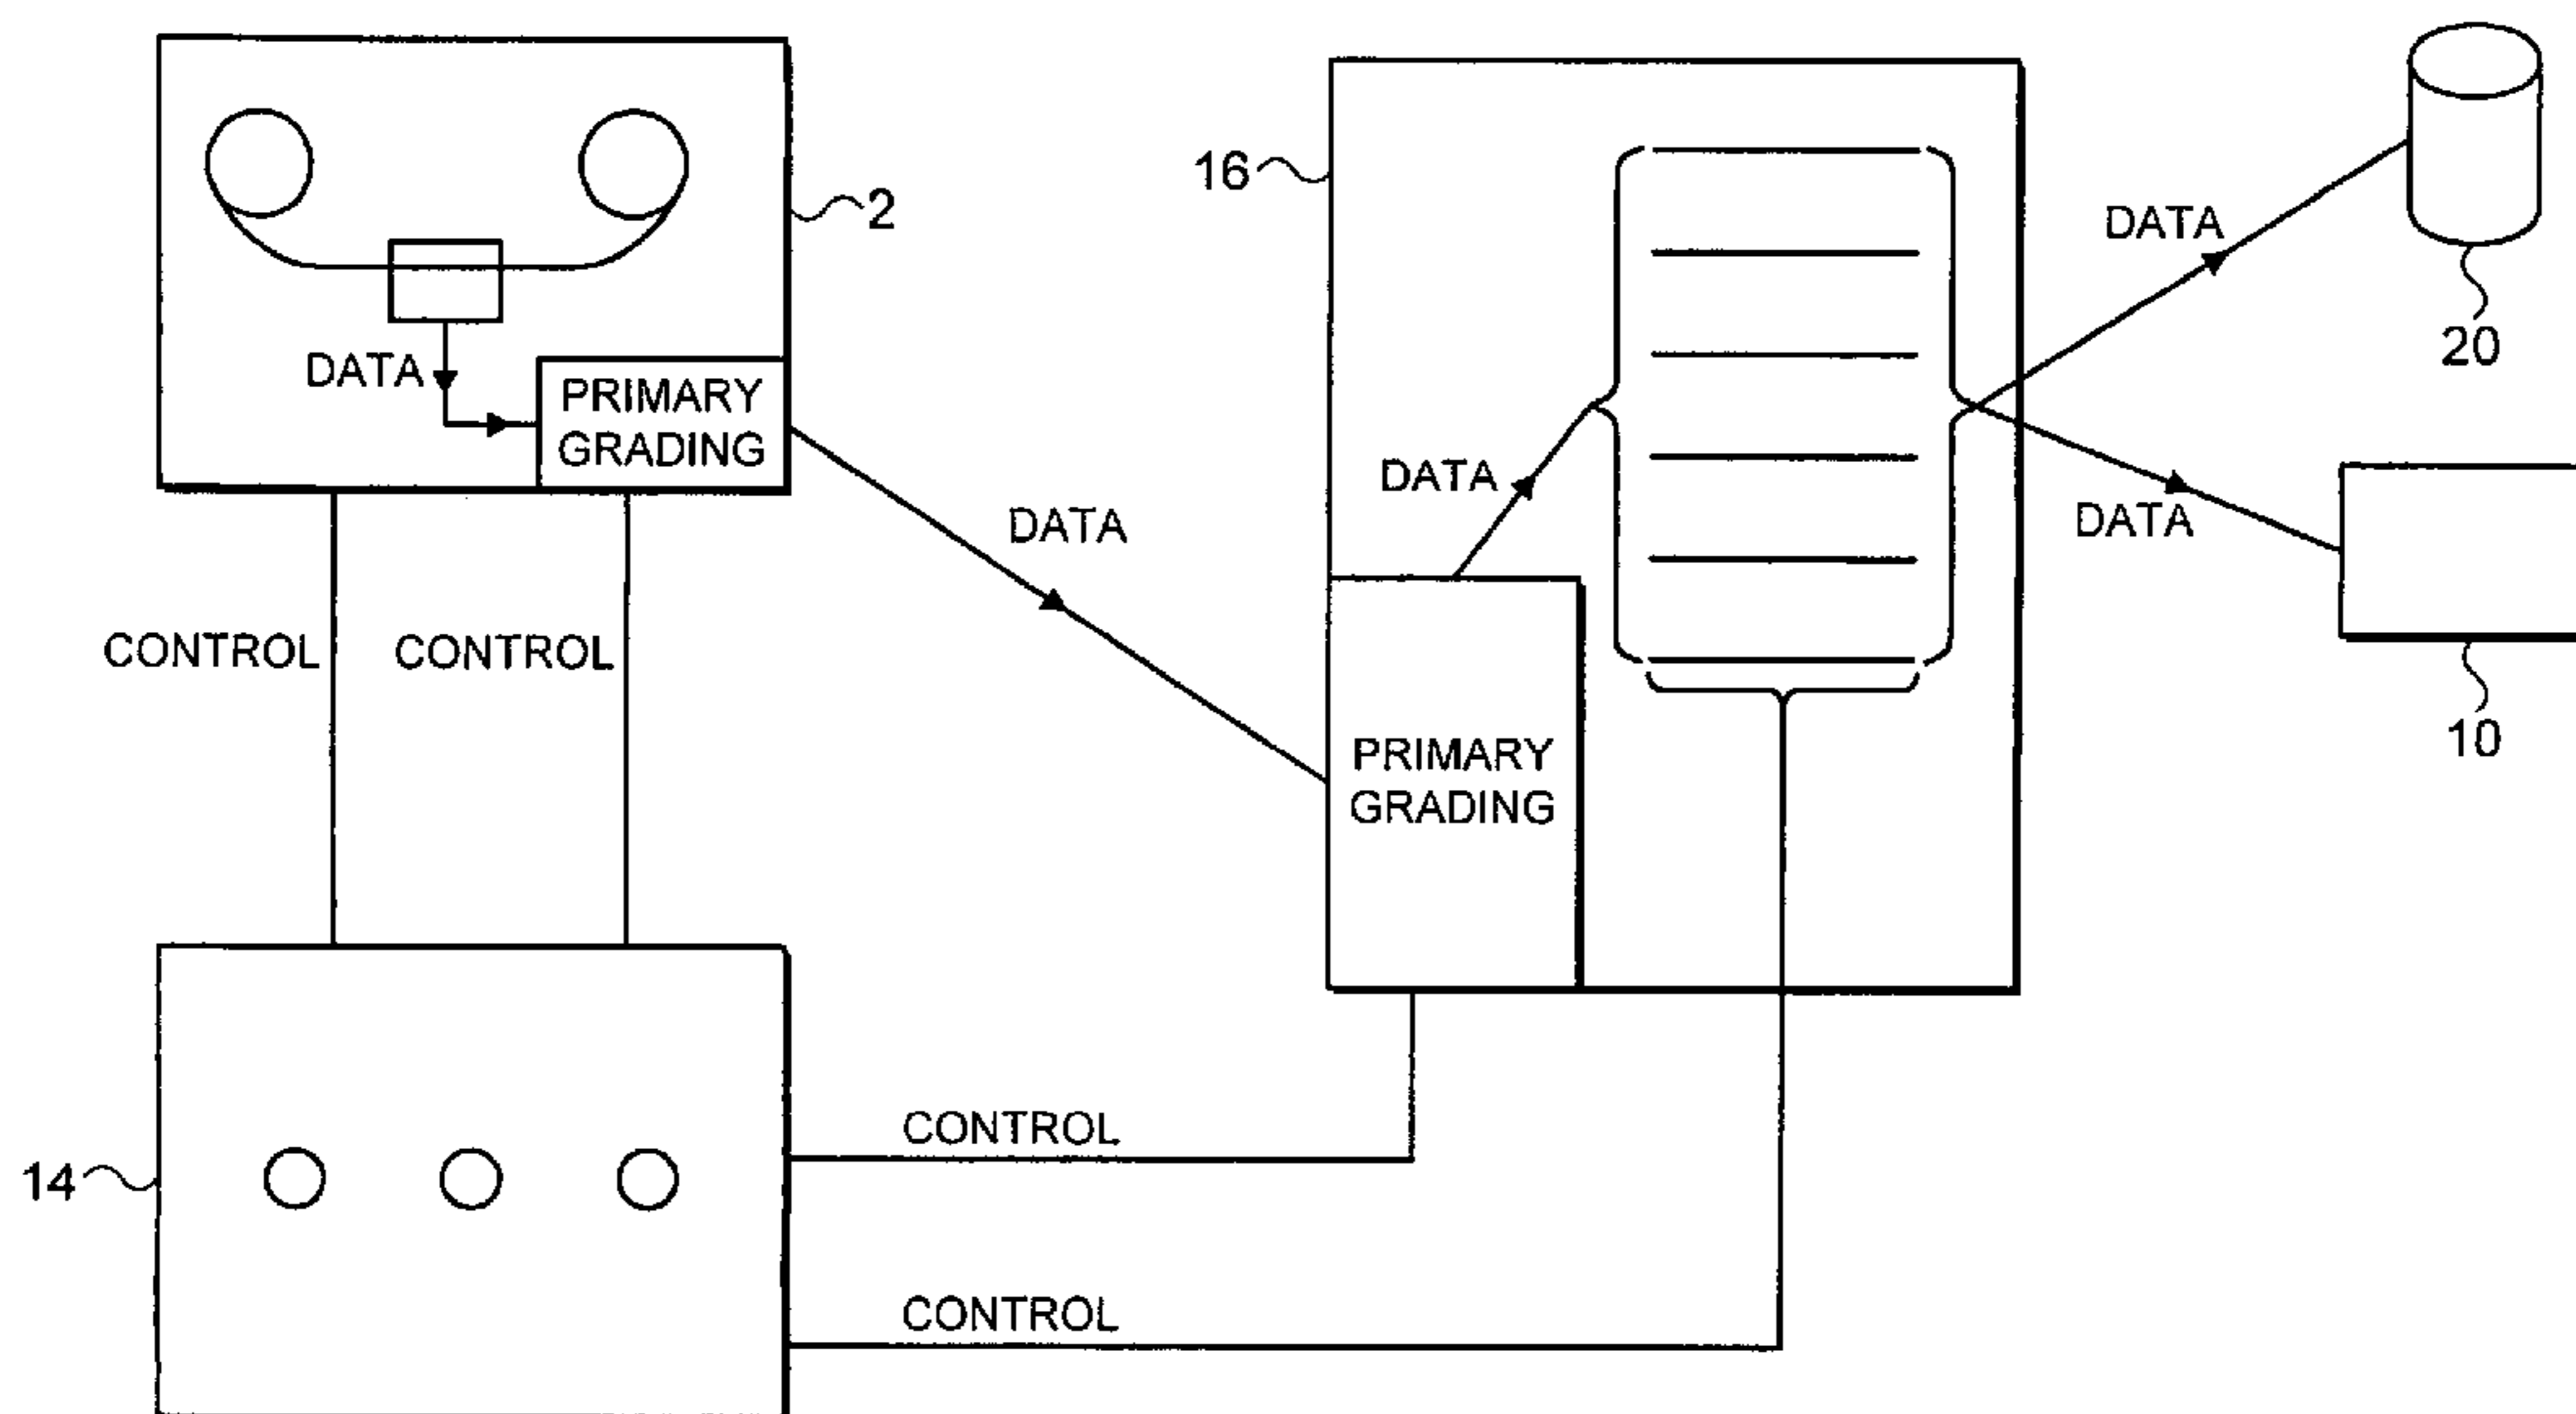 2
DATA
PRIMARY
GRADING
CONTROL
CONTROL
DATA
16
DATA
PRIMARY
GRADING
DATA
20
DATA
10
14
CONTROL
CONTROL